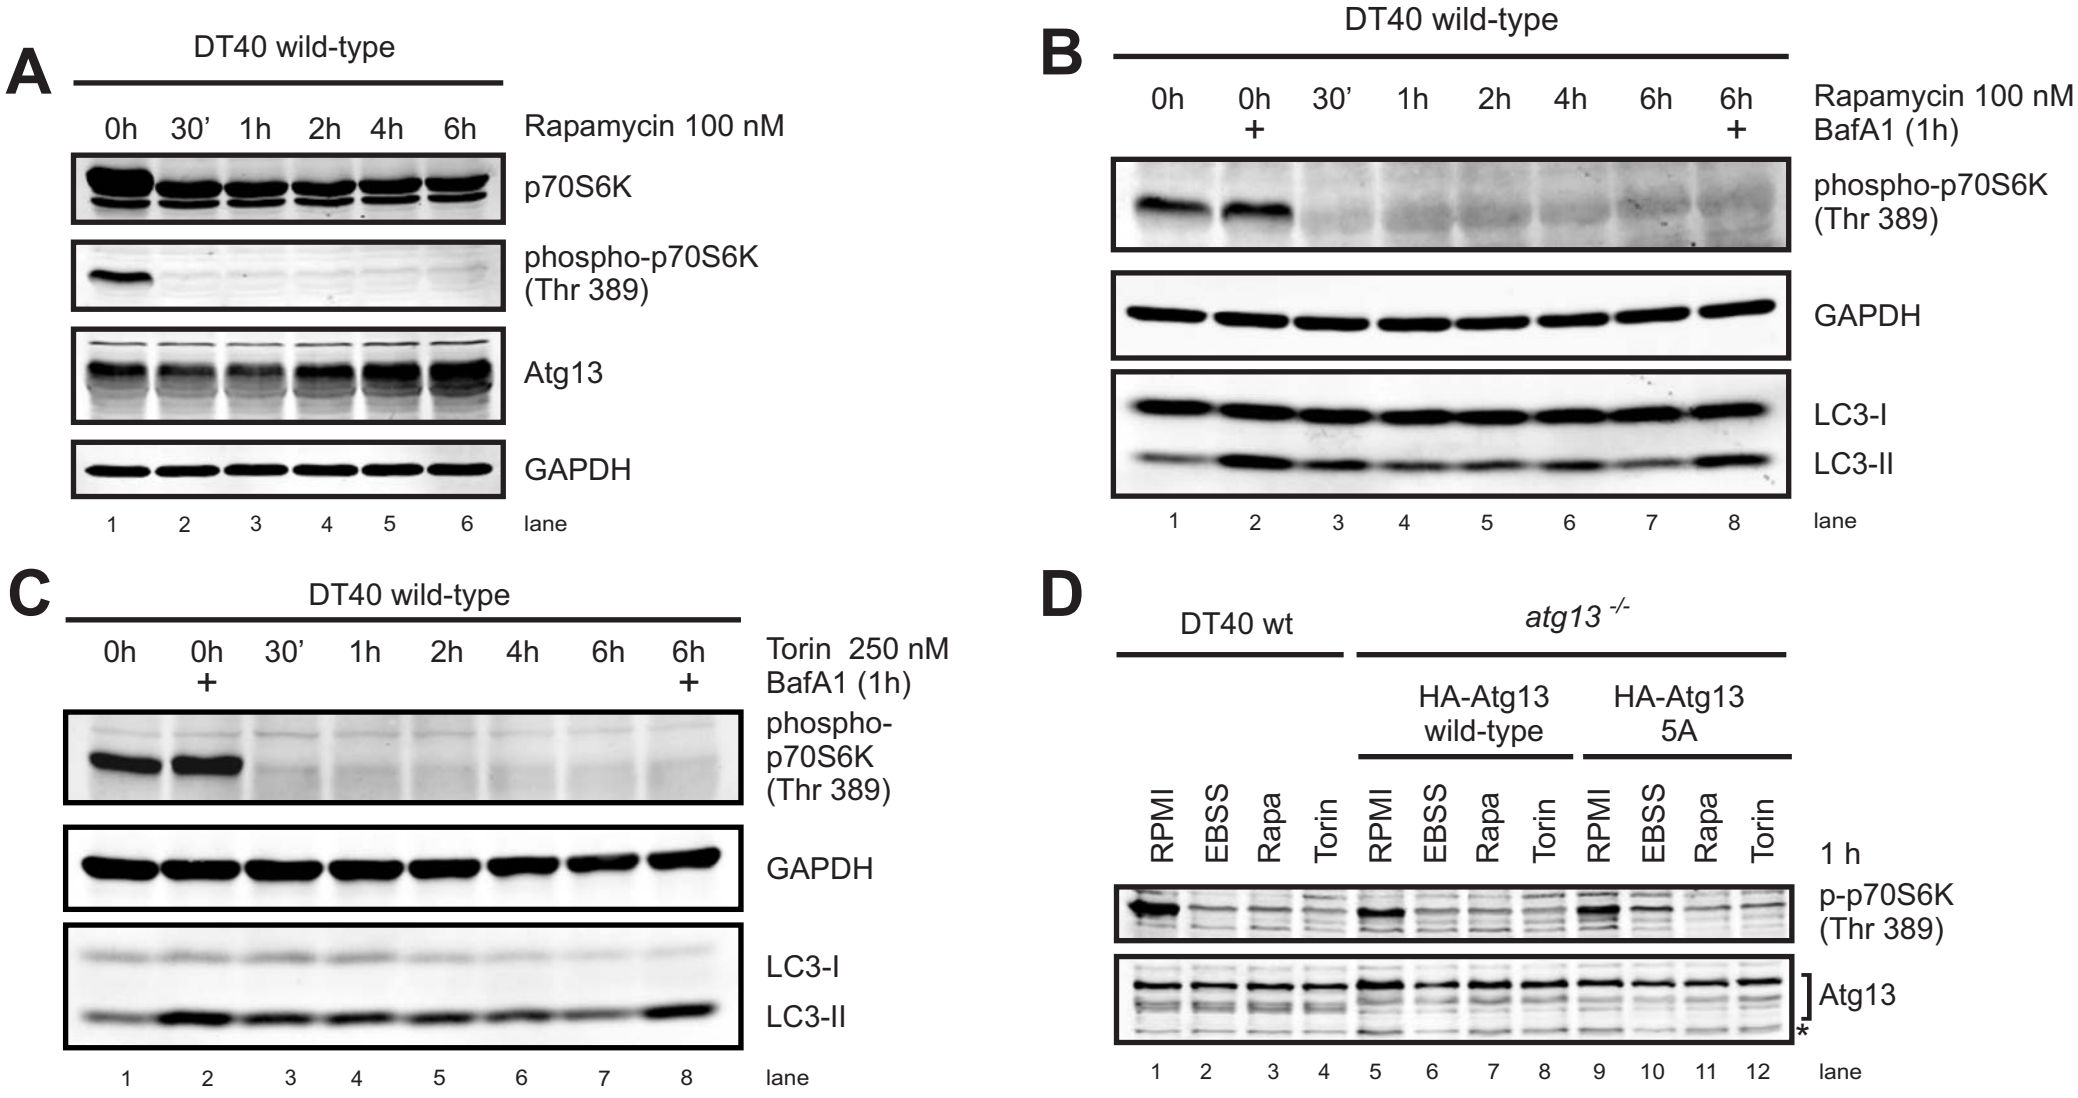 A
DT40 wild-type
0h 30’ 1h 2h 4h 6h Rapamycin 100 nM
p70S6K
phospho-p70S6K
(Thr 389)
Atg13
GAPDH
1 2 3 4 5 6 lane
B
DT40 wild-type
0h 0h 30’ 1h 2h 4h 6h 6h Rapamycin 100 nM
+ + BafA1 (1h)
phospho-p70S6K
(Thr 389)
GAPDH
LC3-I
LC3-II
1 2 3 4 5 6 7 8 lane
C
DT40 wild-type
0h 0h 30’ 1h 2h 4h 6h 6h Torin 250 nM
+ + BafA1 (1h)
phospho-
p70S6K
(Thr 389)
GAPDH
LC3-I
LC3-II
1 2 3 4 5 6 7 8 lane
D
DT40 wt atg13 -/-
HA-Atg13 HA-Atg13
wild-type 5A
RPMI EBSS Rapa Torin RPMI EBSS Rapa Torin RPMI EBSS Rapa Torin 1 h
p-p70S6K
(Thr 389)
Atg13
*
1 2 3 4 5 6 7 8 9 10 11 12 lane